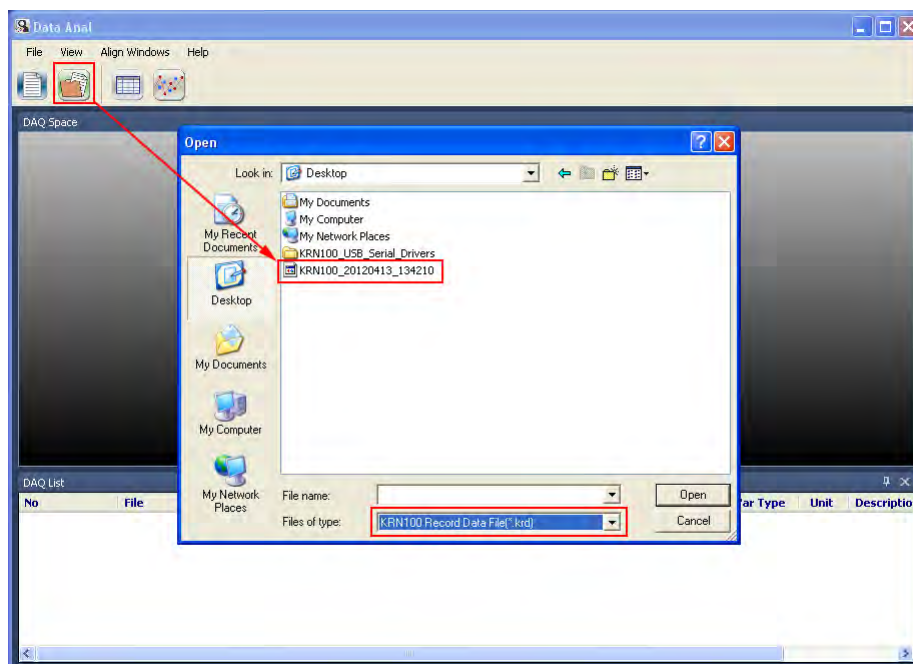 Data Anal
File View Align Windows Help
DAQ Space
Open
Look in: Desktop
My Documents
My Computer
My Network Places
KRN100_USB_Serial_Drivers
KRN100_20120413_134210
My Recent
Documents
Desktop
My Documents
My Computer
My Network
Places
File name:
Open
Files of type: KRN100 Record Data File(*.krd)
Cancel
DAQ List
No File Type Unit Descriptio